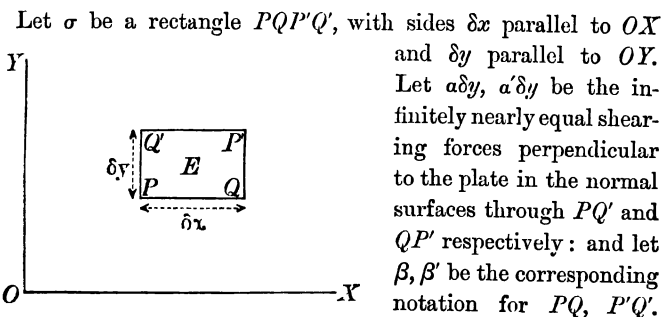 Let σ be a rectangle PQP'Q', with sides δx parallel to OX
and δy parallel to OY.
Let aδy, a'δy be the in-
finitely nearly equal shear-
ing forces perpendicular
to the plate in the normal
surfaces through PQ' and
QP' respectively: and let
β, β' be the corresponding
notation for PQ, P'Q'.
Y
Q' P'
δy E
P Q
δx
O X